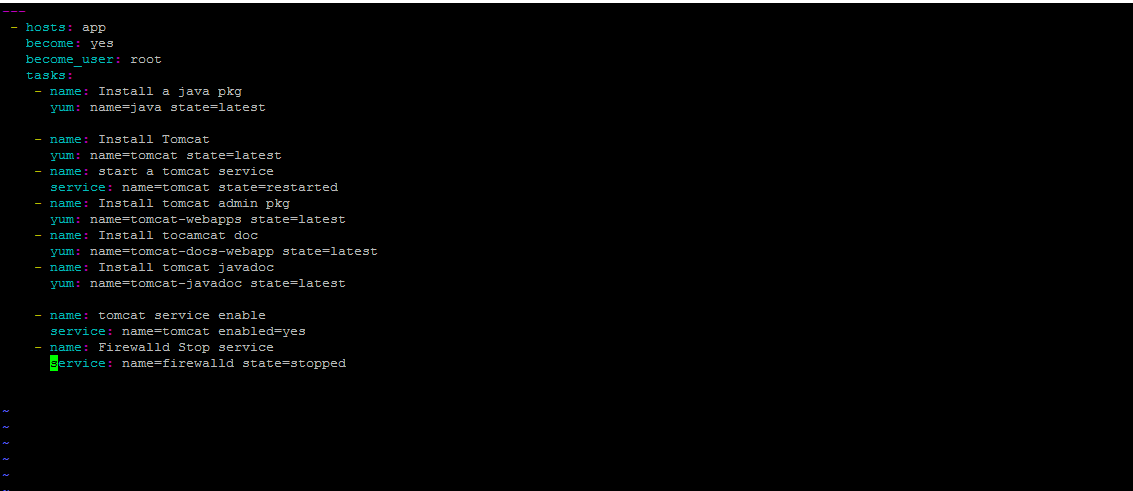 ---
- hosts: app
become: yes
become_user: root
tasks:
- name: Install a java pkg
yum: name=java state=latest
- name: Install Tomcat
yum: name=tomcat state=latest
- name: start a tomcat service
service: name=tomcat state=restarted
- name: Install tomcat admin pkg
yum: name=tomcat-webapps state=latest
- name: Install tocamcat doc
yum: name=tomcat-docs-webapp state=latest
- name: Install tomcat javadoc
yum: name=tomcat-javadoc state=latest
- name: tomcat service enable
service: name=tomcat enabled=yes
- name: Firewalld Stop service
service: name=firewalld state=stopped
~
~
~
~
~
~